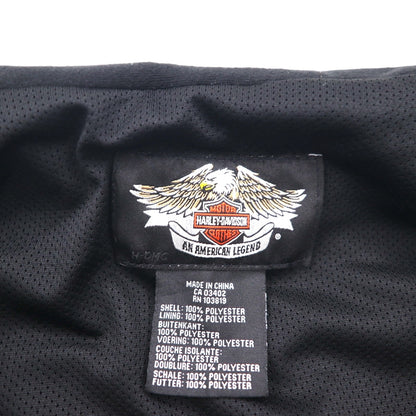 MOTOR
HARLEY-DAVIDSON
CLOTHES
AN AMERICAN LEGEND
®
MADE IN CHINA
CA 03402
RN 103819
SHELL: 100% POLYESTER
LINING: 100% POLYESTER
BUITENKANT:
100% POLYESTER
VOERING: 100% POLYESTER
COUCHE ISOLANTE:
100% POLYESTER
DOUBLURE: 100% POLYESTER
SCHALE: 100% POLYESTER
FUTTER: 100% POLYESTER